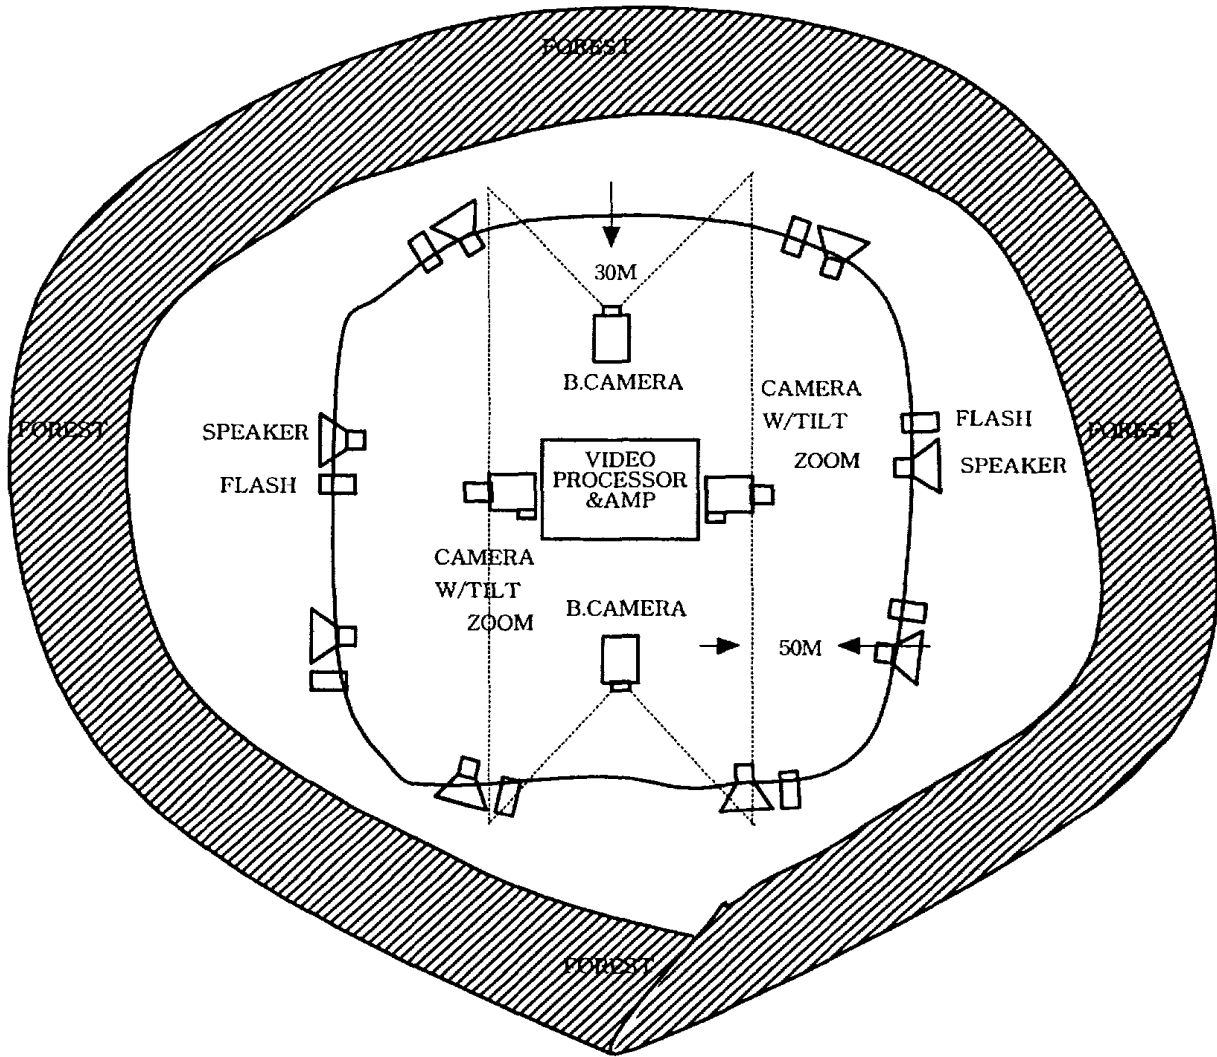 FOREST
30M
B.CAMERA
CAMERA
W/TILT
ZOOM
FLASH
SPEAKER
FOREST
FOREST
SPEAKER
FLASH
VIDEO
PROCESSOR
&AMP
CAMERA
W/TILT
ZOOM
B.CAMERA
50M
FOREST